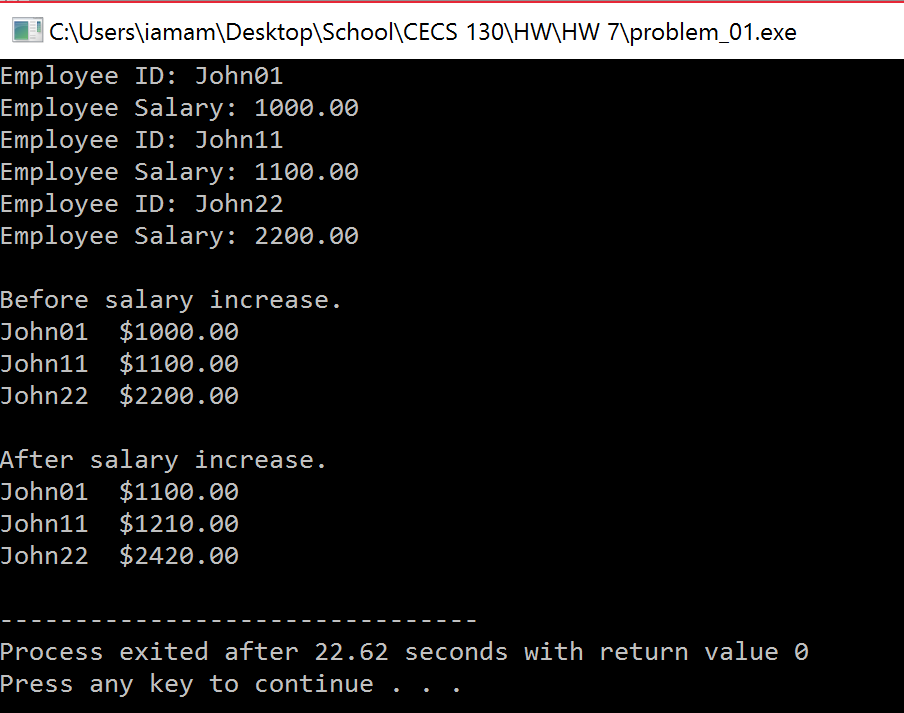 C:\Users\iamam\Desktop\School\CECS 130\HW\HW 7\problem_01.exe
Employee ID: John01
Employee Salary: 1000.00
Employee ID: John11
Employee Salary: 1100.00
Employee ID: John22
Employee Salary: 2200.00
Before salary increase.
John01  $1000.00
John11  $1100.00
John22  $2200.00
After salary increase.
John01  $1100.00
John11  $1210.00
John22  $2420.00
--------------------------------
Process exited after 22.62 seconds with return value 0
Press any key to continue . . .